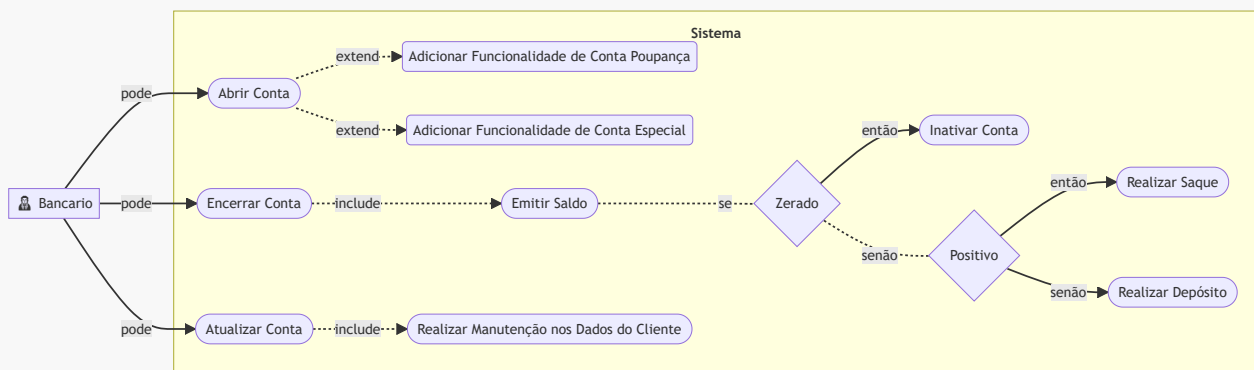 Sistema
extend
Adicionar Funcionalidade de Conta Poupança
pode
Abrir Conta
extend
Adicionar Funcionalidade de Conta Especial
então
Inativar Conta
então
Realizar Saque
Bancario
pode
Encerrar Conta
include
Emitir Saldo
se
Zerado
senão
Positivo
senão
Realizar Depósito
pode
Atualizar Conta
include
Realizar Manutenção nos Dados do Cliente